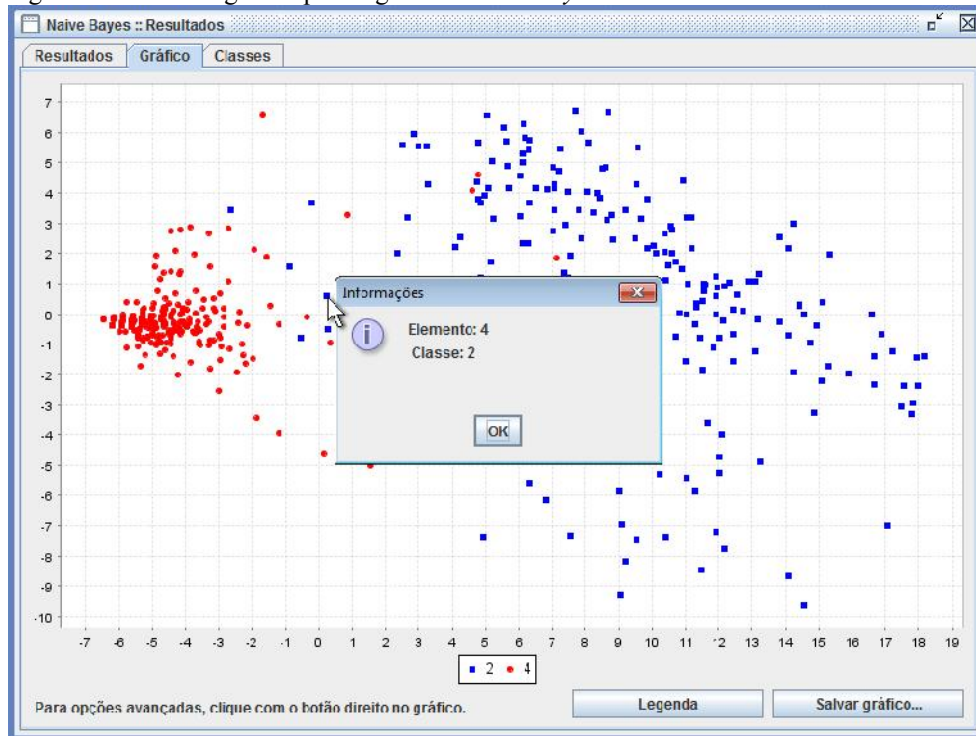 Naive Bayes :: Resultados
Resultados Gráfico Classes
7
6
5
4
3
2
1
0
-1
-2
-3
-4
-5
-6
-7
-8
-9
-10
Informações
Elemento: 4
Classe: 2
OK
-7 -6 -5 -4 -3 -2 -1 0 1 2 3 4 5 6 7 8 9 10 11 12 13 14 15 16 17 18 19
2 4
Para opções avançadas, clique com o botão direito no gráfico.
Legenda
Salvar gráfico...